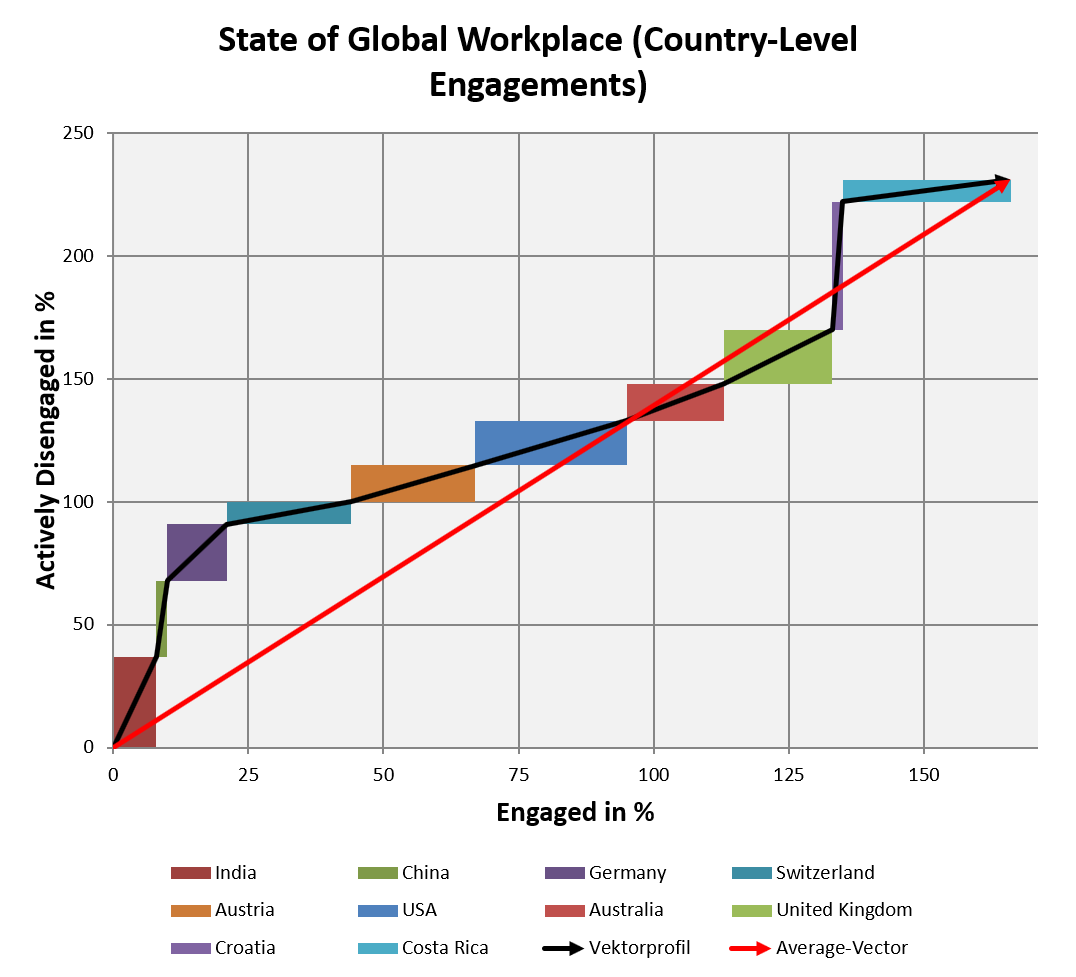 State of Global Workplace (Country-Level
Engagements)
250
200
150
100
50
0
Actively Disengaged in %
0 25 50 75 100 125 150
Engaged in %
India China Germany Switzerland
Austria USA Australia United Kingdom
Croatia Costa Rica Vektorprofil Average-Vector